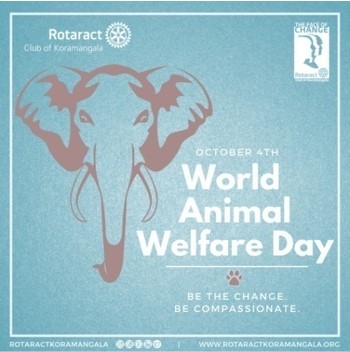 Rotaract
Club of Koramangala
THE FACE OF
CHANGE
Rotaract
OCTOBER 4TH
World
Animal
Welfare Day
BE THE CHANGE.
BE COMPASSIONATE.
ROTARACTKORAMANGALA
WWW.ROTARACTKORAMANGALA.ORG